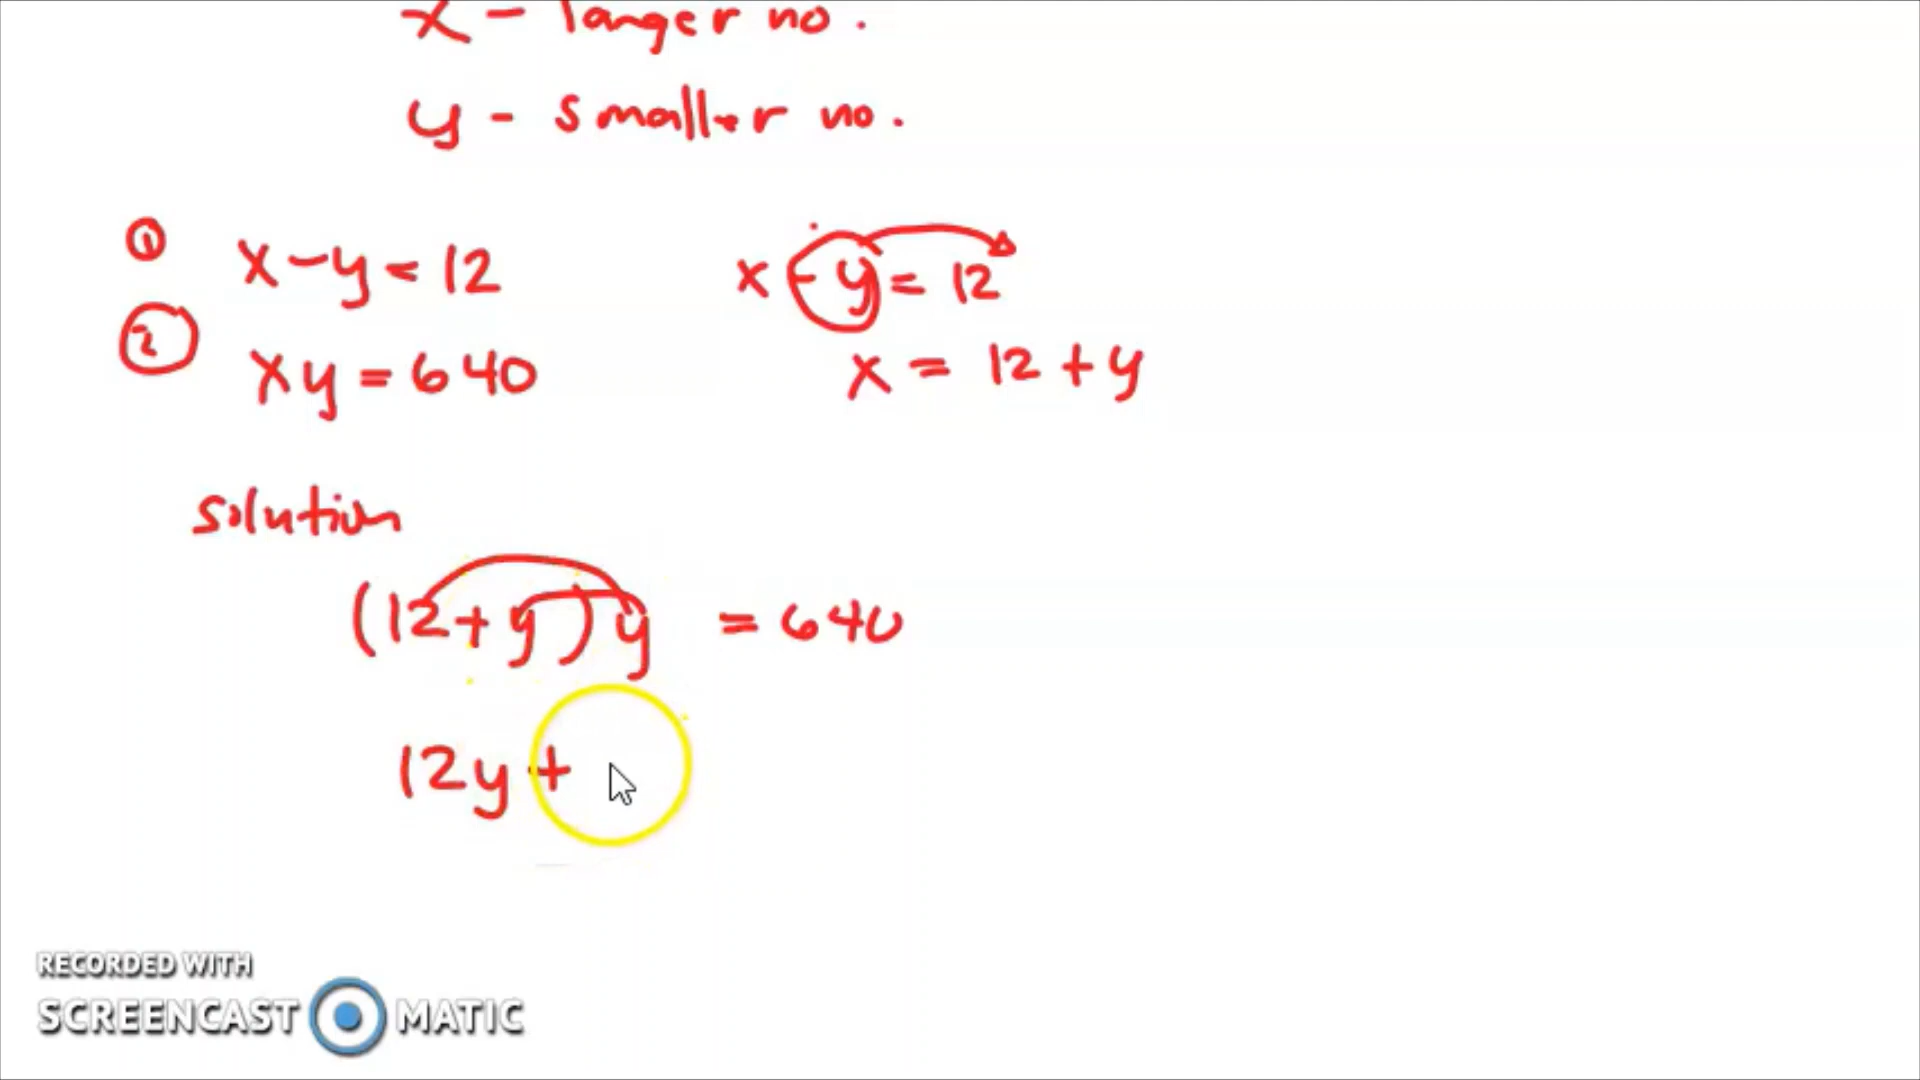 x - larger no.
y - smaller no.
① x-y = 12
x - y = 12
② xy = 640
x = 12 + y
solution
(12+y)y = 640
12y +
RECORDED WITH
SCREENCAST MATIC